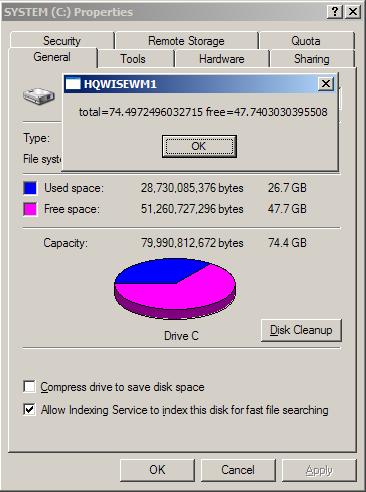 SYSTEM (C:) Properties
Security Remote Storage Quota
General Tools Hardware Sharing
HQWISEWM1
total=74.4972496032715 free=47.7403030395508
OK
Type:
File syst
Used space: 28,730,085,376 bytes 26.7 GB
Free space: 51,260,727,296 bytes 47.7 GB
Capacity: 79,990,812,672 bytes 74.4 GB
Drive C
Disk Cleanup
Compress drive to save disk space
Allow Indexing Service to index this disk for fast file searching
OK Cancel Apply